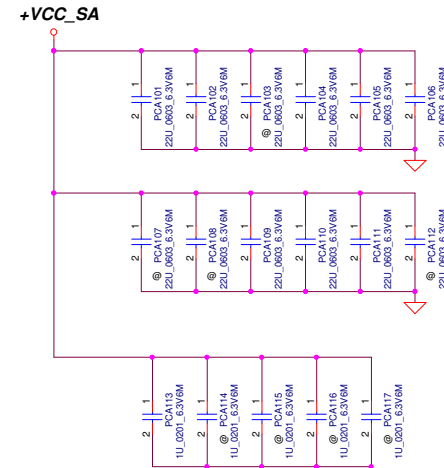 +VCC_SA
1
2
PCA101
22U_0603_6.3V6M
1
2
PCA102
22U_0603_6.3V6M
1
2
@ PCA103
22U_0603_6.3V6M
1
2
PCA104
22U_0603_6.3V6M
1
2
PCA105
22U_0603_6.3V6M
1
2
PCA106
22U_0603_6.3V6M
1
2
@ PCA107
22U_0603_6.3V6M
1
2
@ PCA108
22U_0603_6.3V6M
1
2
PCA109
22U_0603_6.3V6M
1
2
PCA110
22U_0603_6.3V6M
1
2
PCA111
22U_0603_6.3V6M
1
2
@ PCA112
22U_0603_6.3V6M
1
2
PCA113
1U_0201_6.3V6M
1
2
@ PCA114
1U_0201_6.3V6M
1
2
@ PCA115
1U_0201_6.3V6M
1
2
@ PCA116
1U_0201_6.3V6M
1
2
@ PCA117
1U_0201_6.3V6M